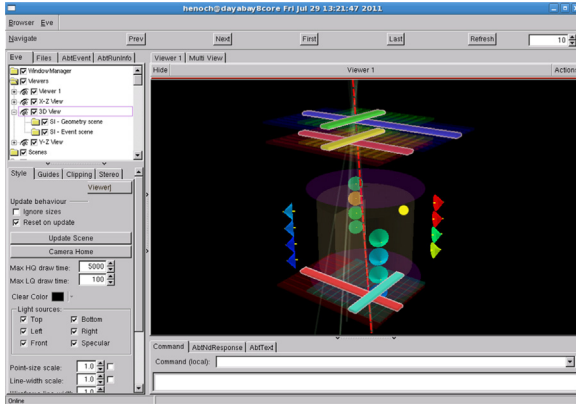 henoch@dayabay8core Fri Jul 29 13:21:47 2011
Browser Eve
Navigate Prev Next First Last Refresh 10
Eve Files AbtEvent AbtRunInfo
WindowManager
Viewers
Viewer 1
X-Z View
3D View
SI - Geometry scene
SI - Event scene
Y-Z View
Scenes
Style Guides Clipping Stereo
Viewer
Update behaviour
Ignore sizes
Reset on update
Update Scene
Camera Home
Max HQ draw time: 5000
Max LQ draw time: 100
Clear Color
Light sources:
Top Bottom
Left Right
Front Specular
Point-size scale: 1.0
Line-width scale: 1.0
1.0
Viewer 1 Multi View
Hide Viewer 1 Actions
Command AbtNdResponse AbtText
Command (local):
Online